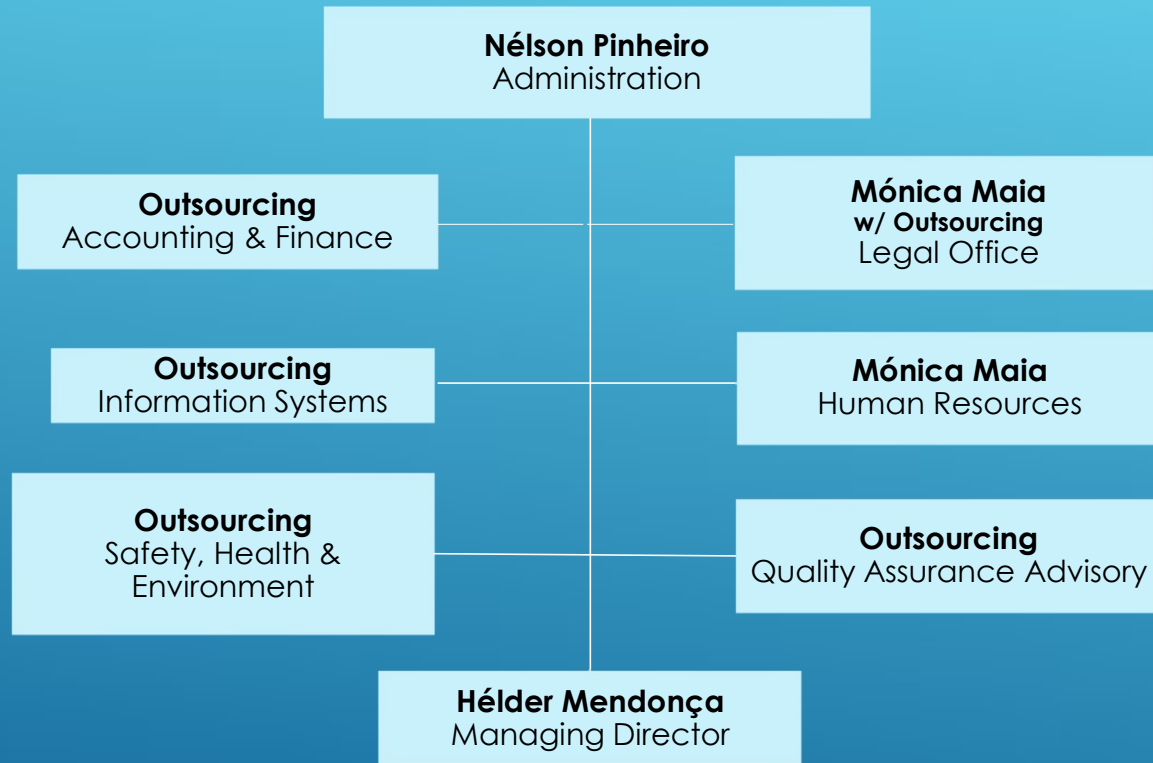 Nélson Pinheiro
Administration
Outsourcing
Accounting & Finance
Mónica Maia
w/ Outsourcing
Legal Office
Outsourcing
Information Systems
Mónica Maia
Human Resources
Outsourcing
Safety, Health &
Environment
Outsourcing
Quality Assurance Advisory
Hélder Mendonça
Managing Director